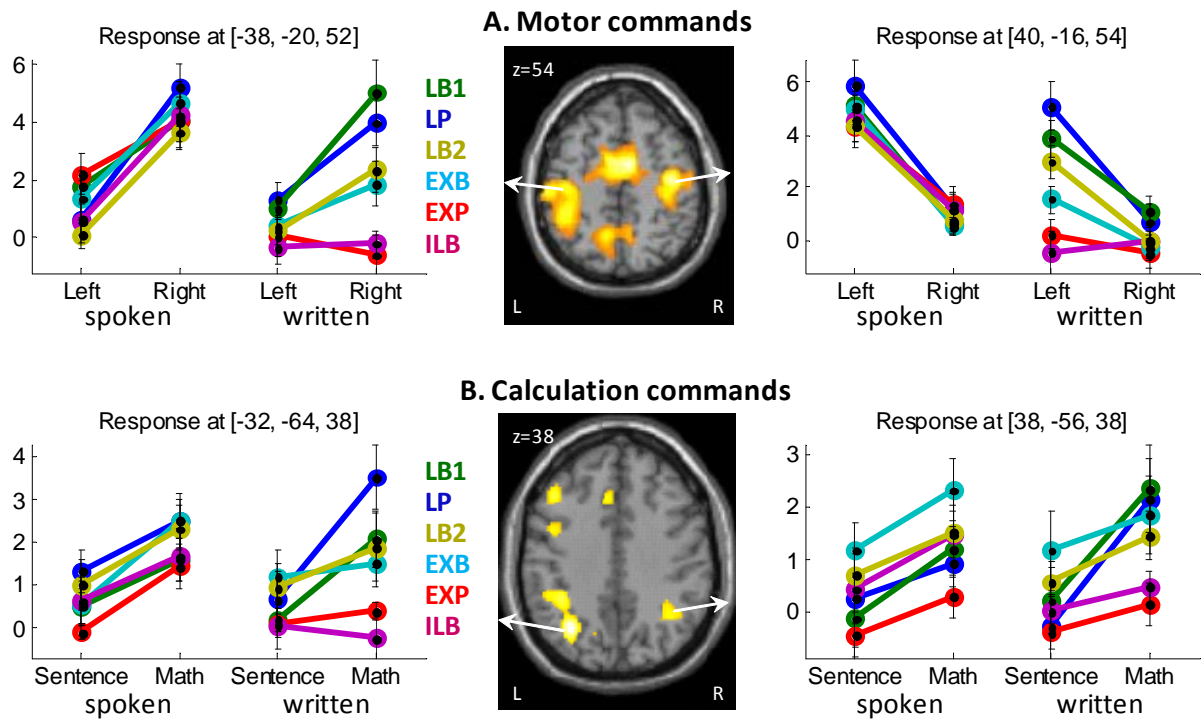 A. Motor commands
Response at [-38, -20, 52]
6
4
2
0
Left
Right
Left
Right
spoken
written
LB1
LP
LB2
EXB
EXP
ILB
z=54
L
R
Response at [40, -16, 54]
6
4
2
0
Left
Right
Left
Right
spoken
written
B. Calculation commands
Response at [-32, -64, 38]
4
3
2
1
0
Sentence
Math
Sentence
Math
spoken
written
LB1
LP
LB2
EXB
EXP
ILB
z=38
L
R
Response at [38, -56, 38]
3
2
1
0
Sentence
Math
Sentence
Math
spoken
written